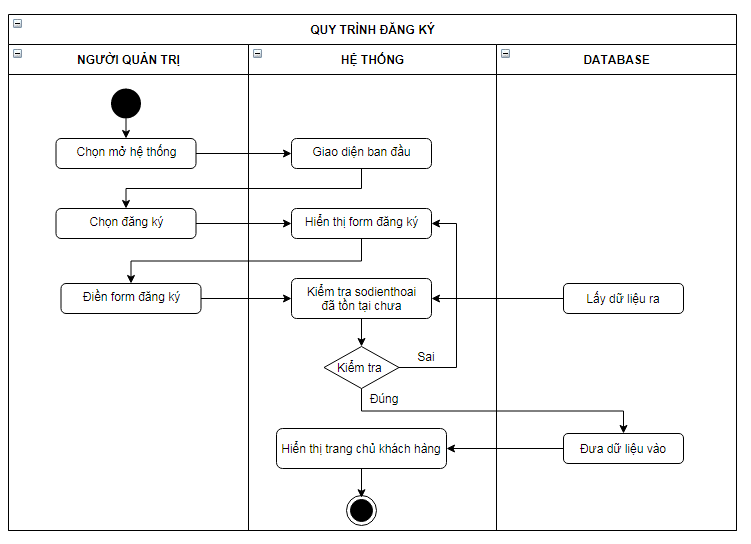 QUY TRÌNH ĐĂNG KÝ
NGƯỜI QUẢN TRỊ
HỆ THỐNG
DATABASE
Chọn mở hệ thống
Giao diện ban đầu
Chọn đăng ký
Hiển thị form đăng ký
Điền form đăng ký
Kiểm tra sodienthoai
đã tồn tại chưa
Lấy dữ liệu ra
Kiểm tra
Sai
Đúng
Hiển thị trang chủ khách hàng
Đưa dữ liệu vào